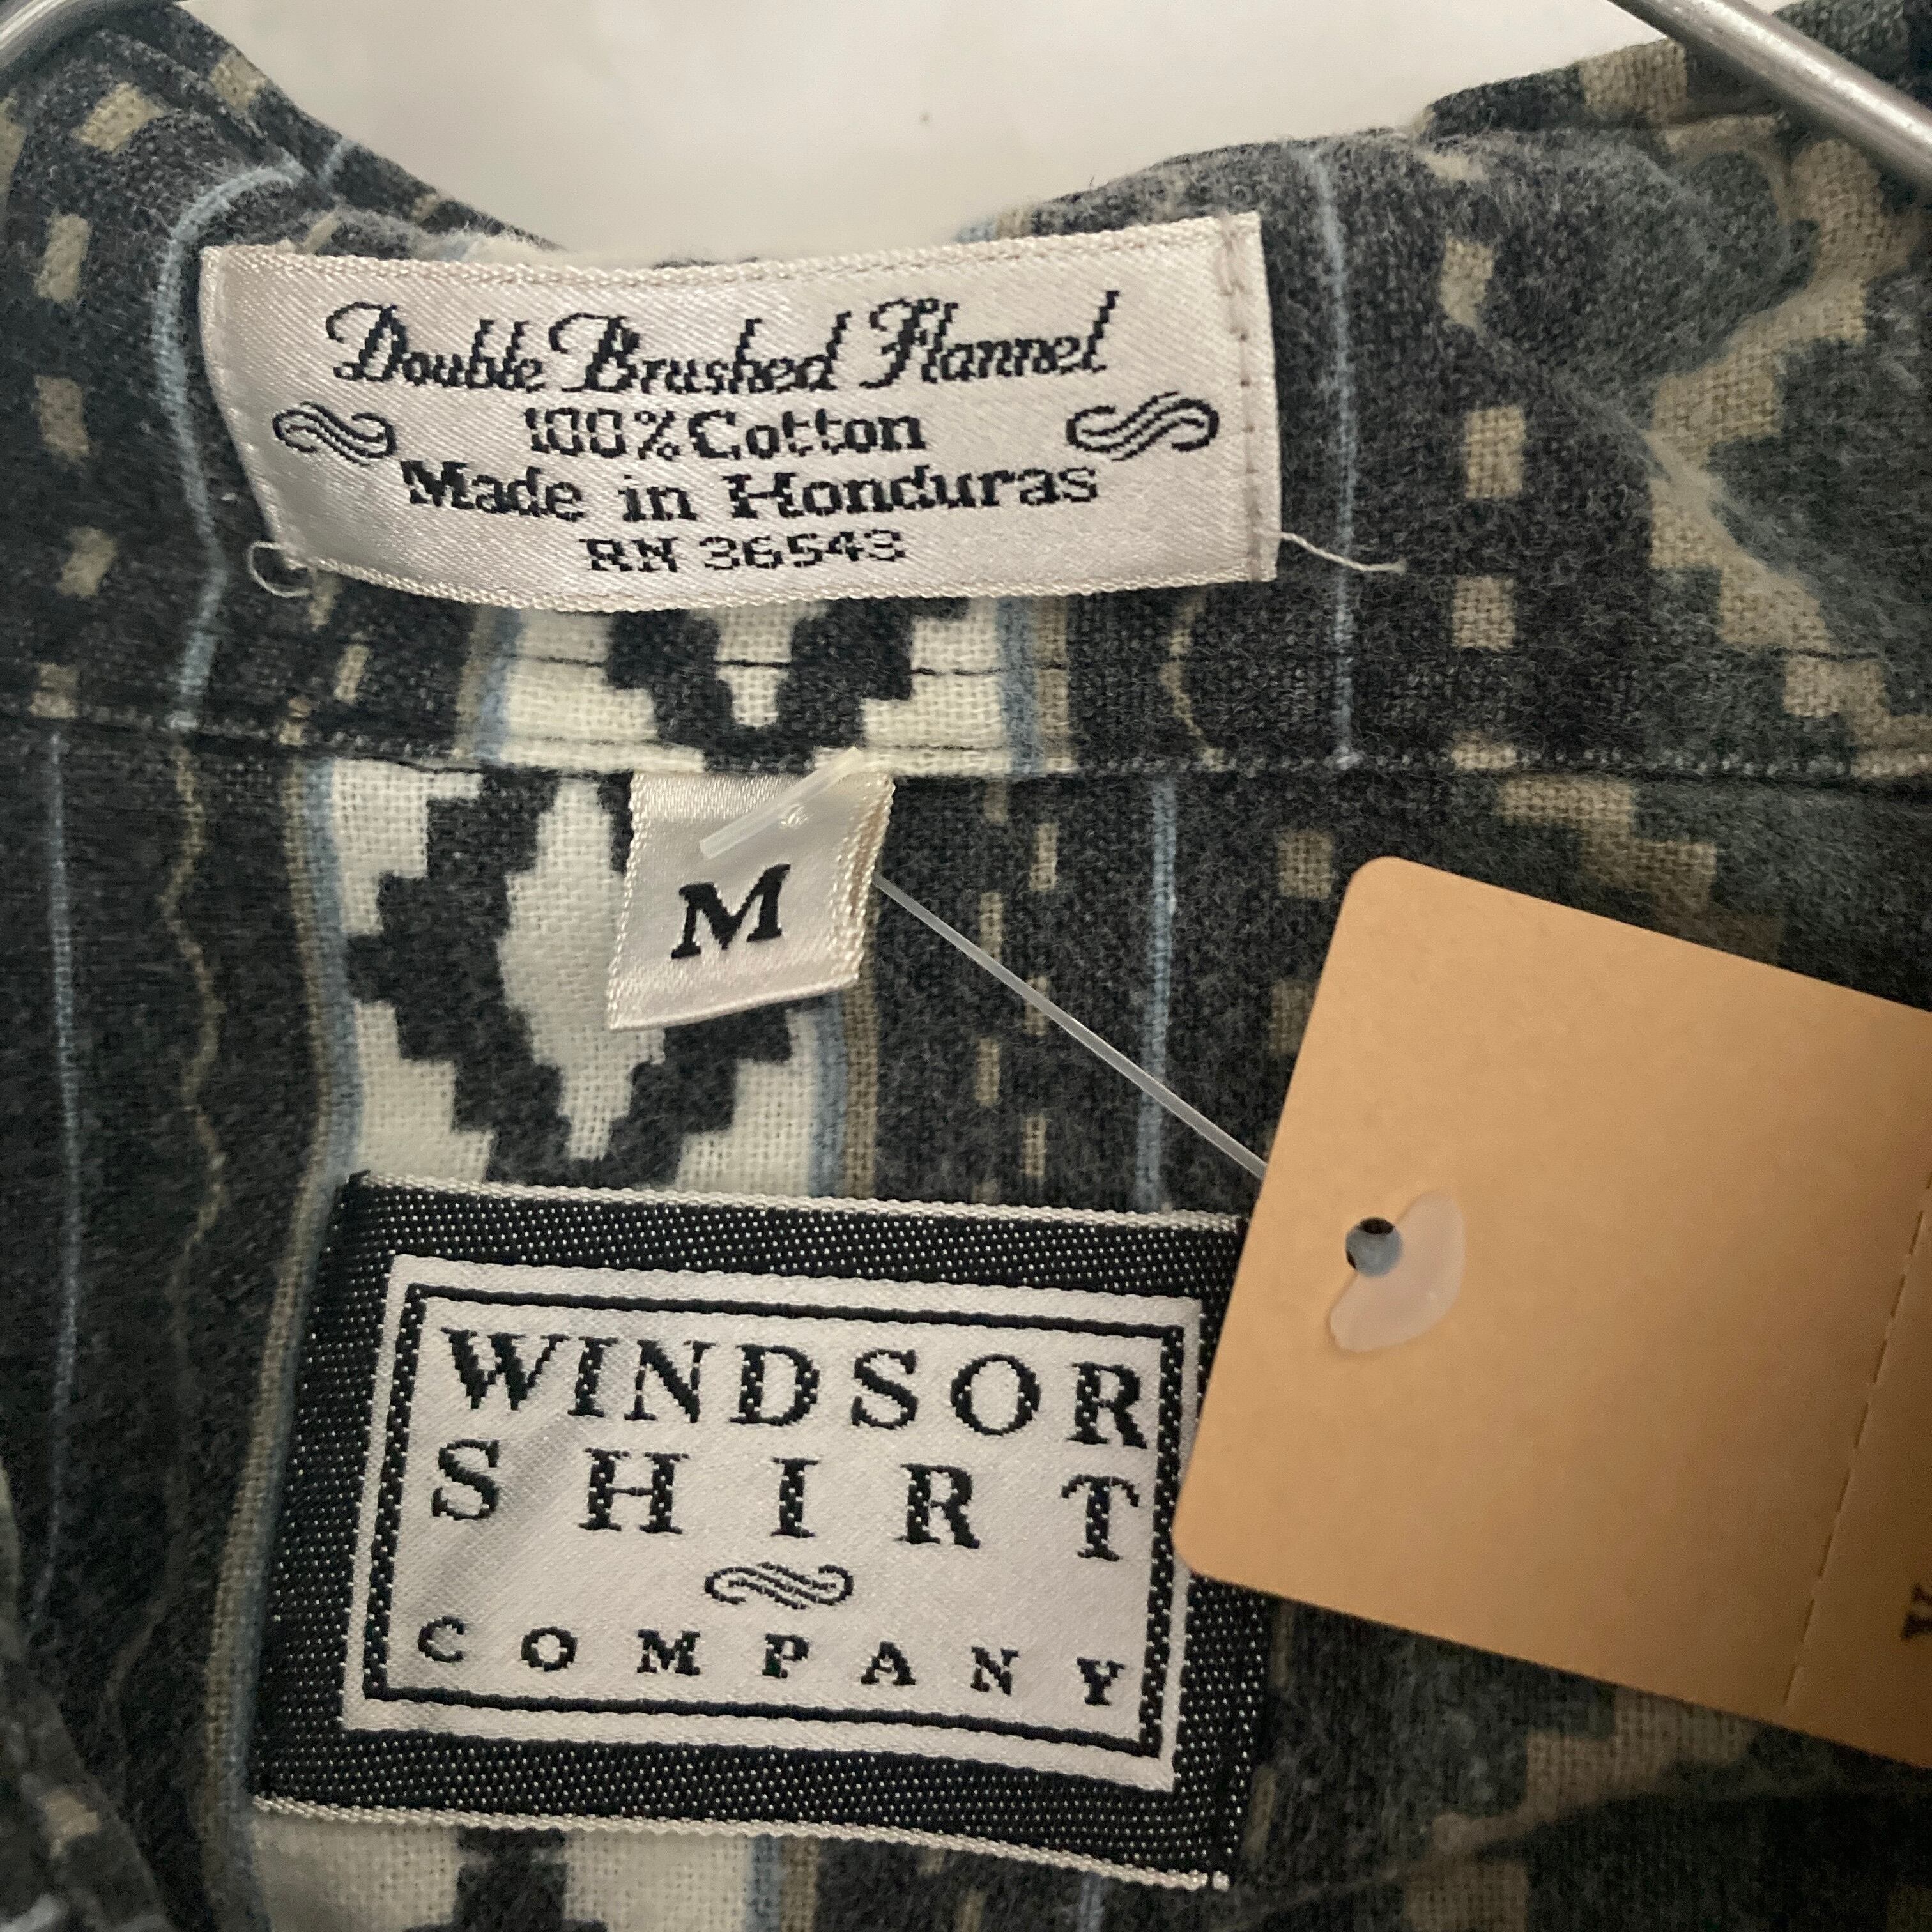 Double Brushed Flannel
100% Cotton
Made in Honduras
RN 36543
M
WINDSOR
SHIRT
COMPANY